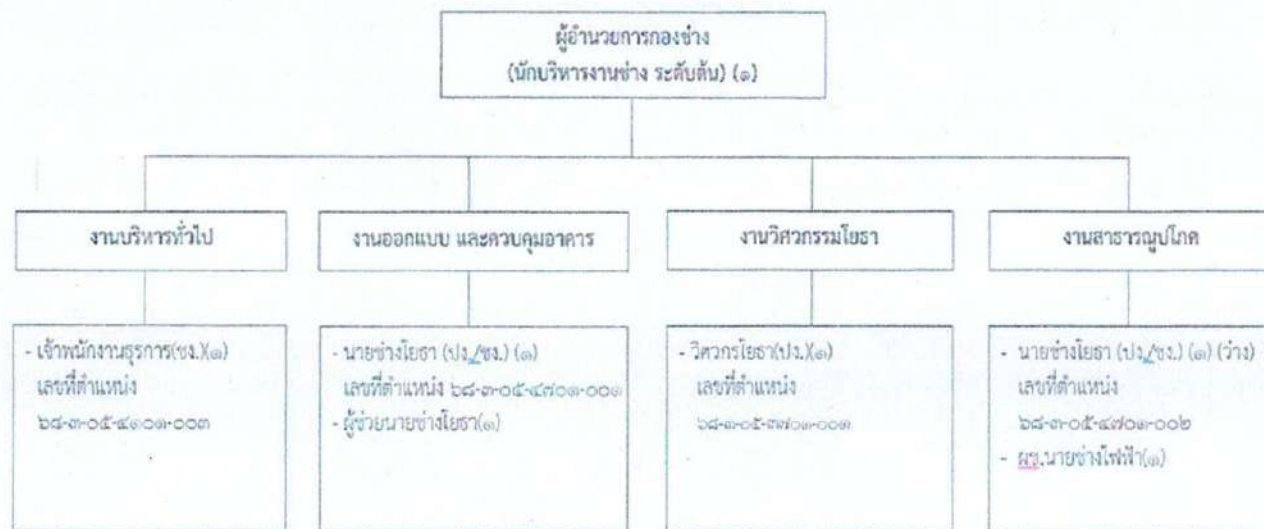 ผู้อำนวยการกองช่าง
(นักบริหารงานช่าง ระดับต้น) (๑)
งานบริหารทั่วไป
งานออกแบบ และควบคุมอาคาร
งานวิศวกรรมโยธา
งานสาธารณูปโภค
- เจ้าพนักงานธุรการ(ชง.)(๑)
เลขที่ตำแหน่ง
๖๘-๓-๐๕-๔๑๐๑-๐๐๓
- นายช่างโยธา (ปง./ชง.) (๑)
เลขที่ตำแหน่ง ๖๘-๓-๐๕-๔๗๐๑-๐๐๑
- ผู้ช่วยนายช่างโยธา(๑)
- วิศวกรโยธา(ปง.)(๑)
เลขที่ตำแหน่ง
๖๘-๓-๐๕-๓๗๐๑-๐๐๑
- นายช่างโยธา (ปง./ชง.) (๑) (ว่าง)
เลขที่ตำแหน่ง
๖๘-๓-๐๕-๔๗๐๑-๐๐๒
- ผช.นายช่างไฟฟ้า(๑)